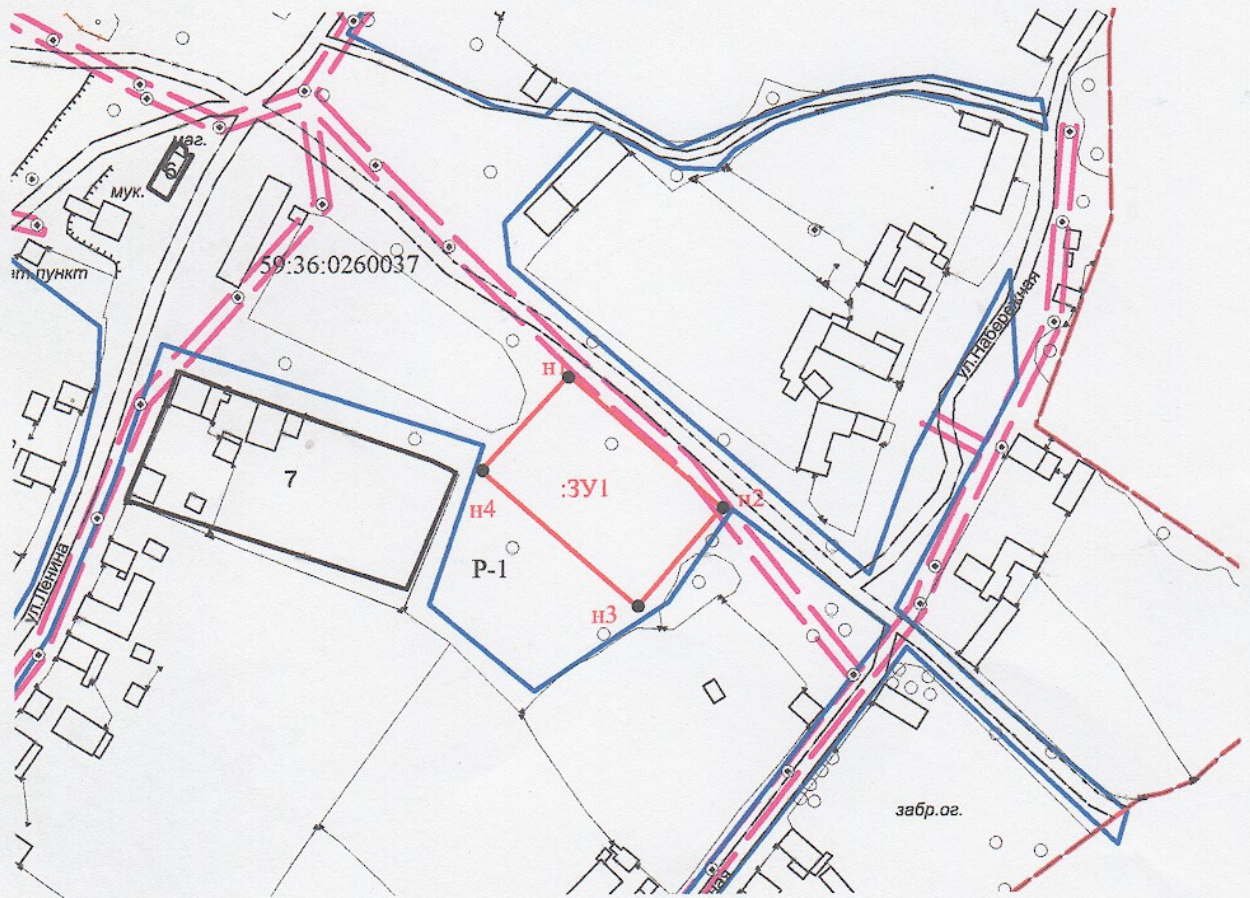 маг.
6
мук.
59:36:0260037
пункт
ул.Набережная
н1
7
:ЗУ1
н2
н4
Р-1
ул.Ленина
н3
забр.ог.